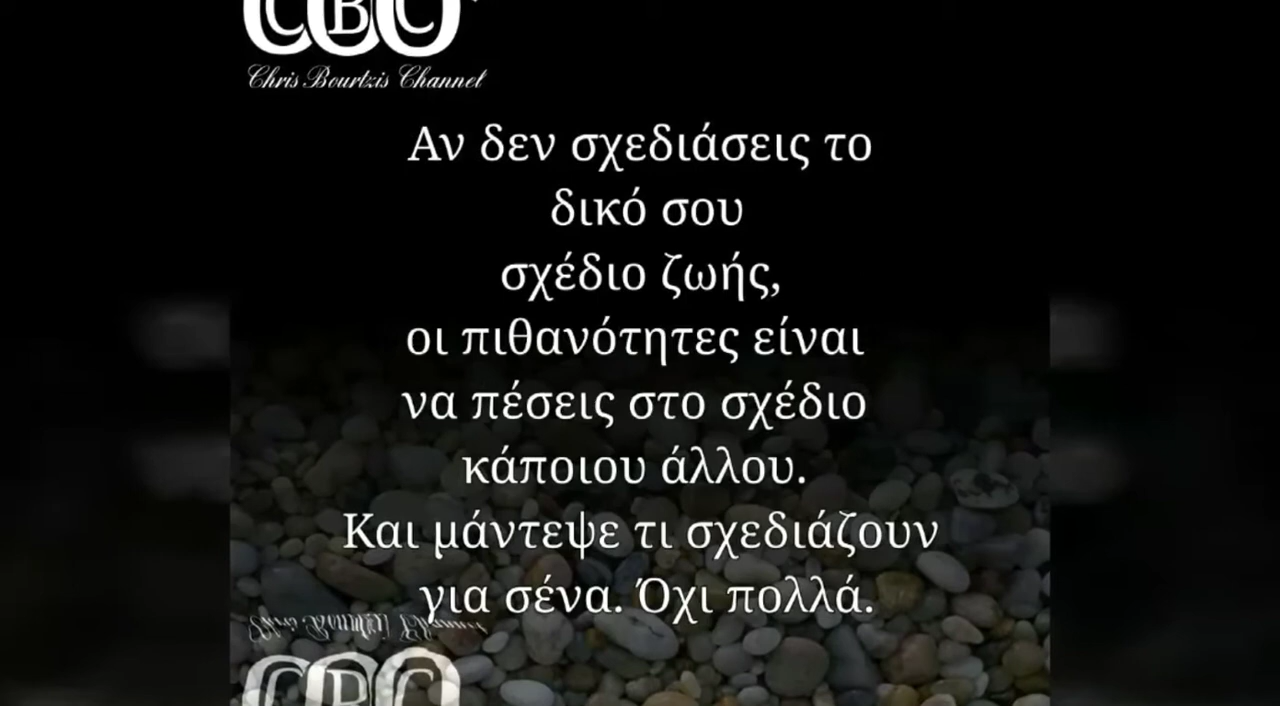 CBC
Chris Bourtzis Channel
Αν δεν σχεδιάσεις το
δικό σου
σχέδιο ζωής,
οι πιθανότητες είναι
να πέσεις στο σχέδιο
κάποιου άλλου.
Και μάντεψε τι σχεδιάζουν
για σένα. Όχι πολλά.
CBC